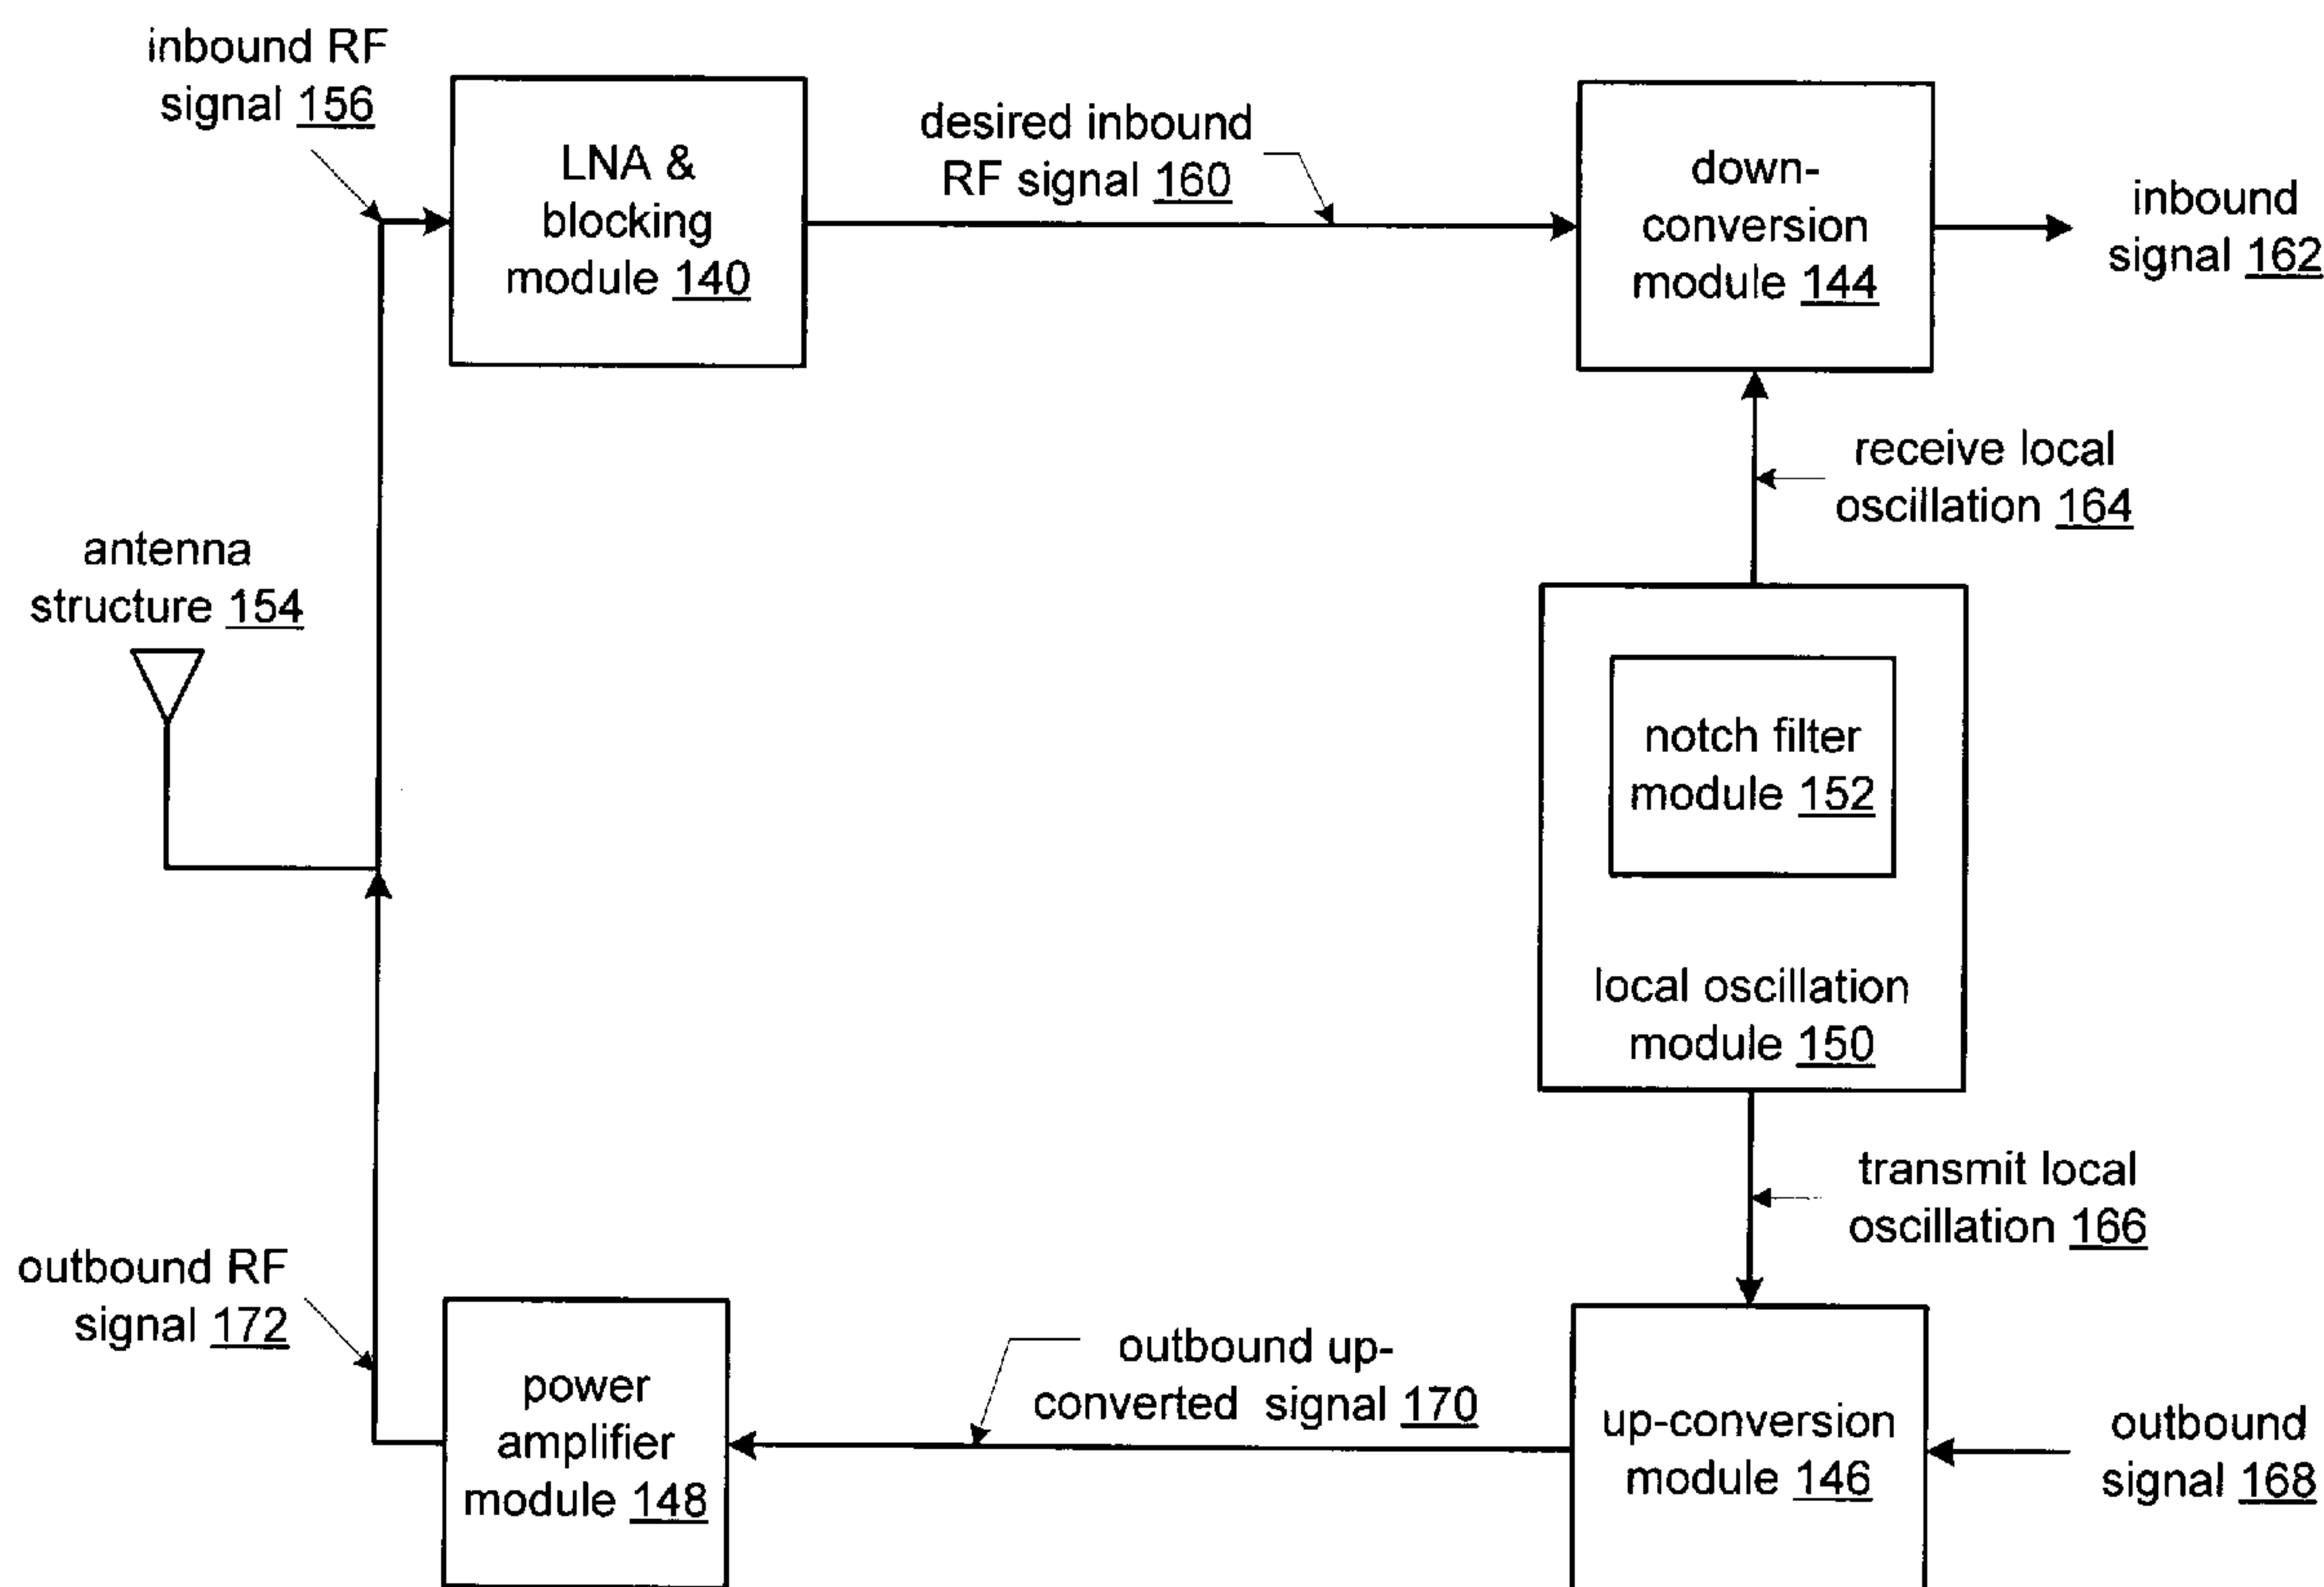 inbound RF
signal 156
LNA &
blocking
module 140
desired inbound
RF signal 160
down-
conversion
module 144
inbound
signal 162
receive local
oscillation 164
antenna
structure 154
notch filter
module 152
local oscillation
module 150
transmit local
oscillation 166
outbound RF
signal 172
power
amplifier
module 148
outbound up-
converted signal 170
up-conversion
module 146
outbound
signal 168